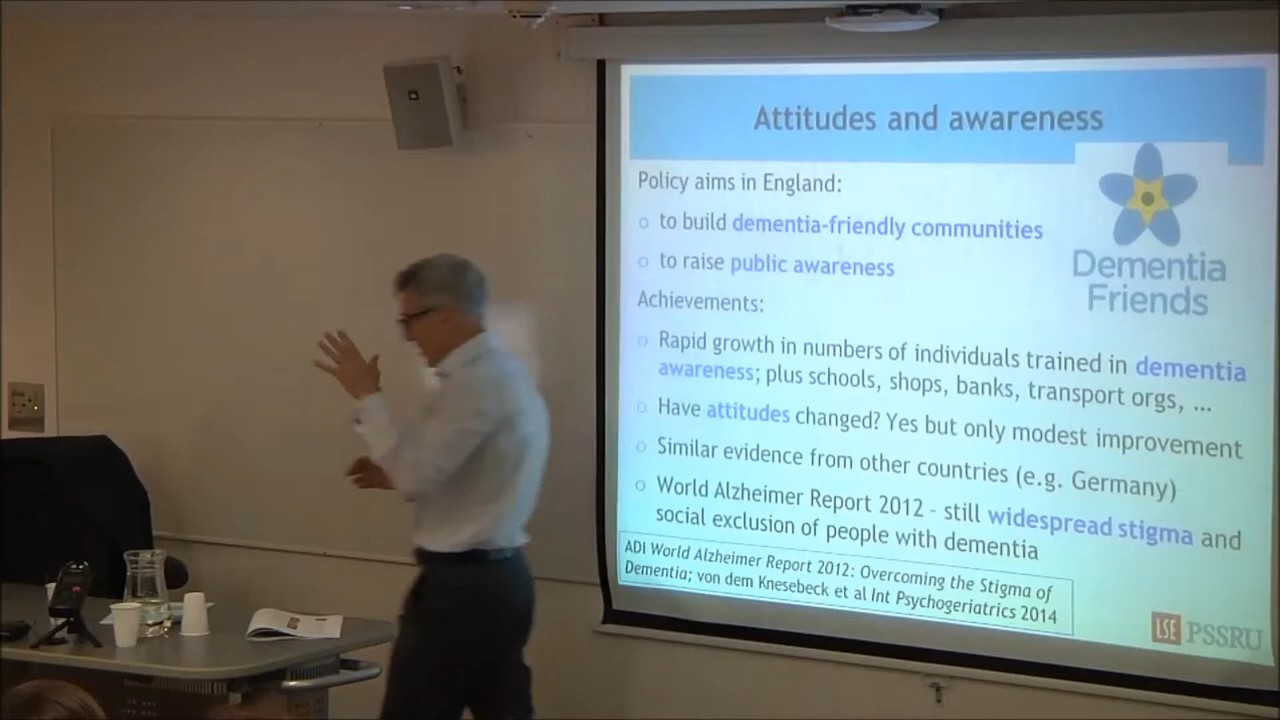 Attitudes and awareness
Policy aims in England:
to build dementia-friendly communities
to raise public awareness
Dementia
Friends
Achievements:
Rapid growth in numbers of individuals trained in dementia
awareness; plus schools, shops, banks, transport orgs, ...
Have attitudes changed? Yes but only modest improvement
Similar evidence from other countries (e.g. Germany)
World Alzheimer Report 2012 - still widespread stigma and
social exclusion of people with dementia
ADI World Alzheimer Report 2012: Overcoming the Stigma of
Dementia; von dem Knesebeck et al Int Psychogeriatrics 2014
LSE PSSRU